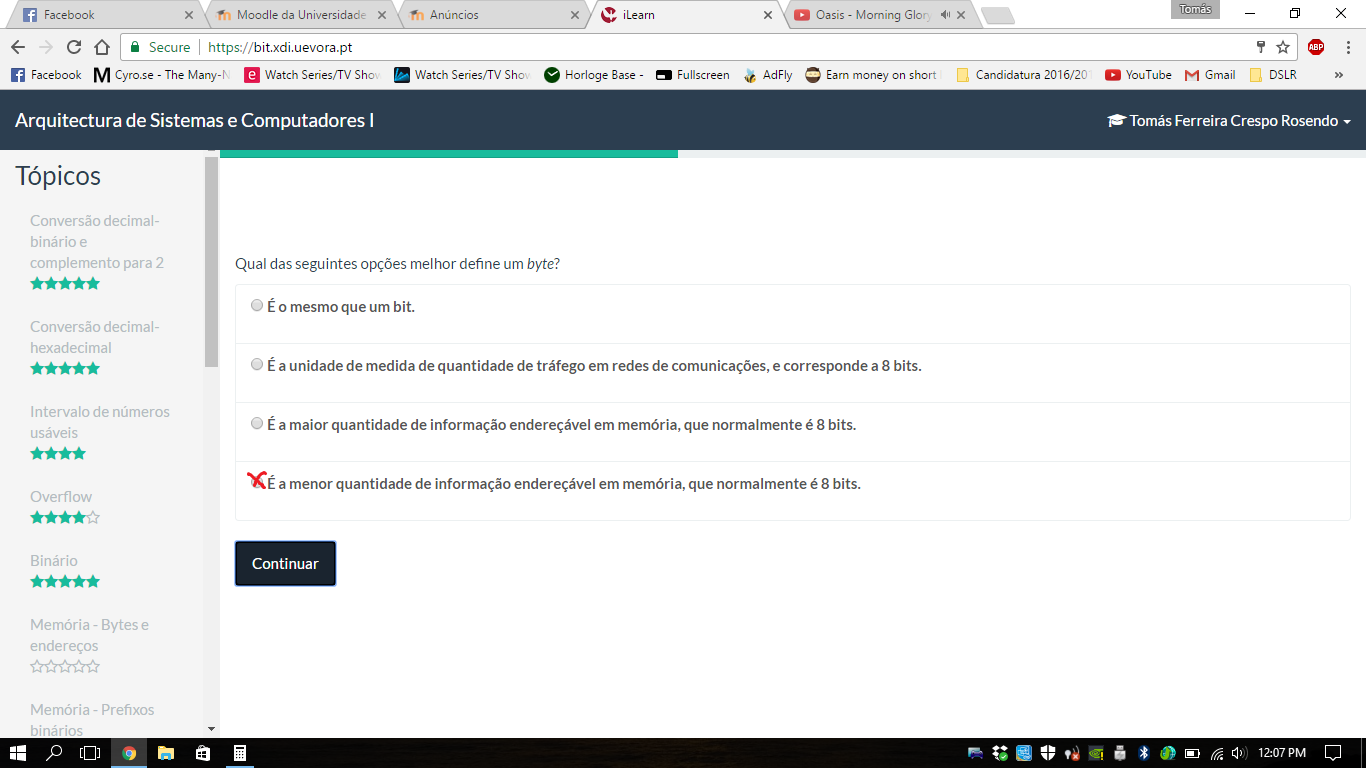 Facebook
Moodle da Universidade
Anúncios
iLearn
Oasis - Morning Glory
Tomás
Secure
https://bit.xdi.uevora.pt
ABP
Facebook
Cyro.se - The Many-N
Watch Series/TV Show
Watch Series/TV Show
Horloge Base -
Fullscreen
AdFly
Earn money on short
Candidatura 2016/20
YouTube
Gmail
DSLR
»
Arquitectura de Sistemas e Computadores I
Tomás Ferreira Crespo Rosendo
Tópicos
Conversão decimal-
binário e
complemento para 2
Conversão decimal-
hexadecimal
Intervalo de números
usáveis
Overflow
Binário
Memória - Bytes e
endereços
Memória - Prefixos
binários
Qual das seguintes opções melhor define um byte?
É o mesmo que um bit.
É a unidade de medida de quantidade de tráfego em redes de comunicações, e corresponde a 8 bits.
É a maior quantidade de informação endereçável em memória, que normalmente é 8 bits.
É a menor quantidade de informação endereçável em memória, que normalmente é 8 bits.
Continuar
12:07 PM